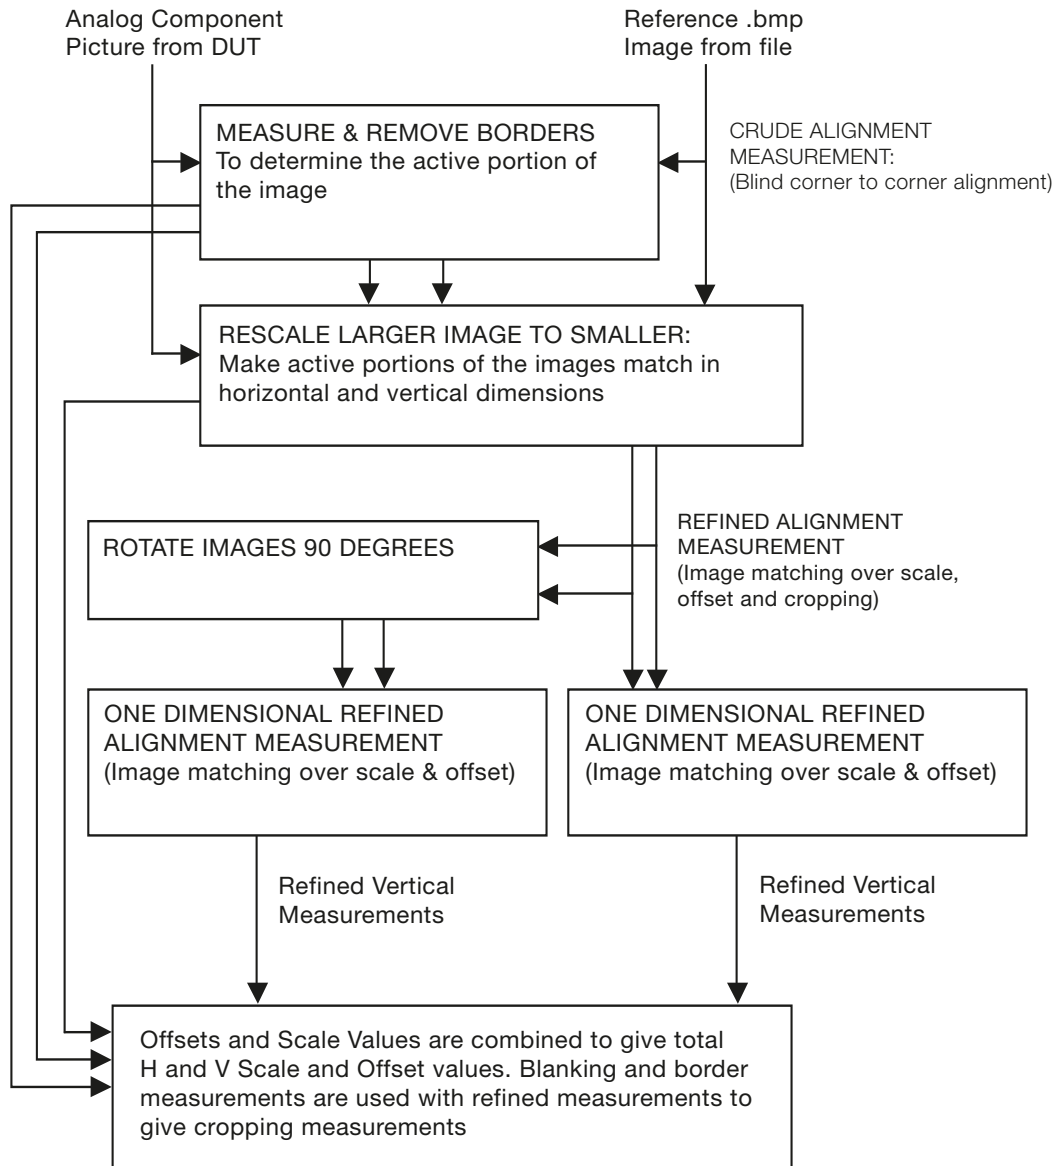 Analog Component
Picture from DUT
Reference .bmp
Image from file
MEASURE & REMOVE BORDERS
To determine the active portion of
the image
CRUDE ALIGNMENT
MEASUREMENT:
(Blind corner to corner alignment)
RESCALE LARGER IMAGE TO SMALLER:
Make active portions of the images match in
horizontal and vertical dimensions
ROTATE IMAGES 90 DEGREES
REFINED ALIGNMENT
MEASUREMENT
(Image matching over scale,
offset and cropping)
ONE DIMENSIONAL REFINED
ALIGNMENT MEASUREMENT
(Image matching over scale & offset)
ONE DIMENSIONAL REFINED
ALIGNMENT MEASUREMENT
(Image matching over scale & offset)
Refined Vertical
Measurements
Refined Vertical
Measurements
Offsets and Scale Values are combined to give total
H and V Scale and Offset values. Blanking and border
measurements are used with refined measurements to
give cropping measurements